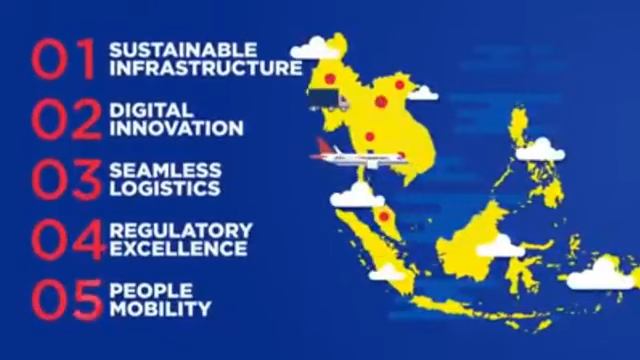 01 SUSTAINABLE
INFRASTRUCTURE
02 DIGITAL
INNOVATION
03 SEAMLESS
LOGISTICS
04 REGULATORY
EXCELLENCE
05 PEOPLE
MOBILITY